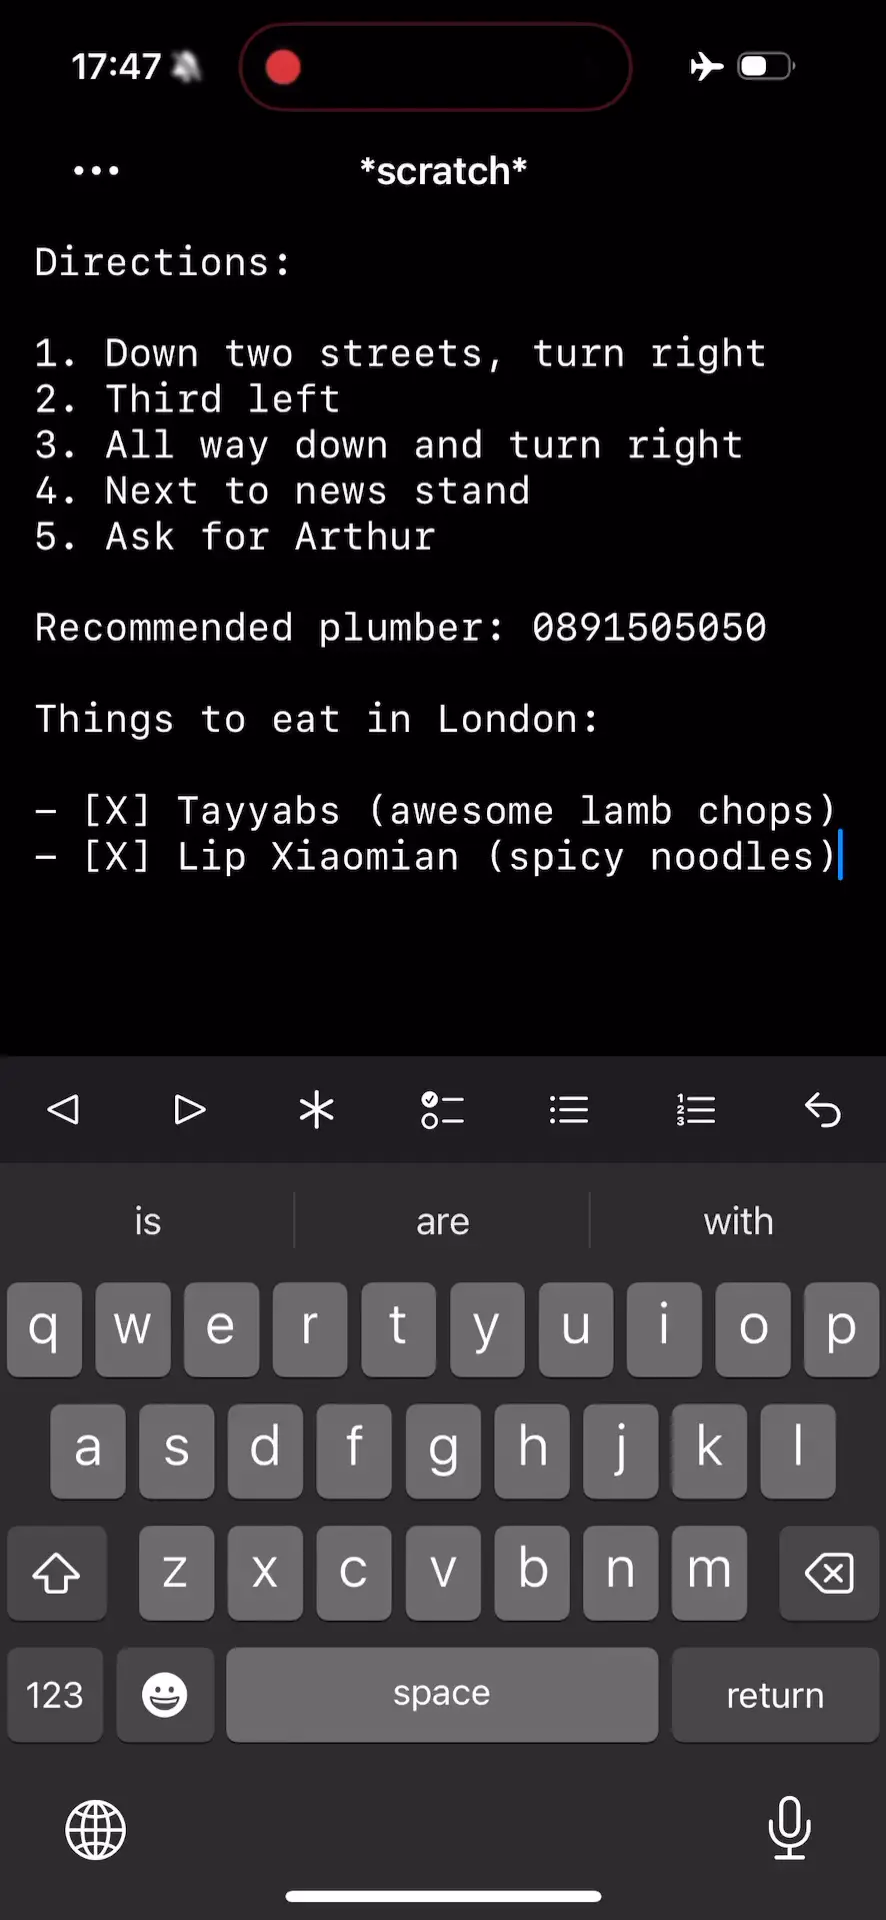 17:47
*scratch*
Directions:
1. Down two streets, turn right
2. Third left
3. All way down and turn right
4. Next to news stand
5. Ask for Arthur
Recommended plumber: 0891505050
Things to eat in London:
- [X] Tayyabs (awesome lamb chops)
- [X] Lip Xiaomian (spicy noodles)
is are with
q w e r t y u i o p
a s d f g h j k l
z x c v b n m
123 space return